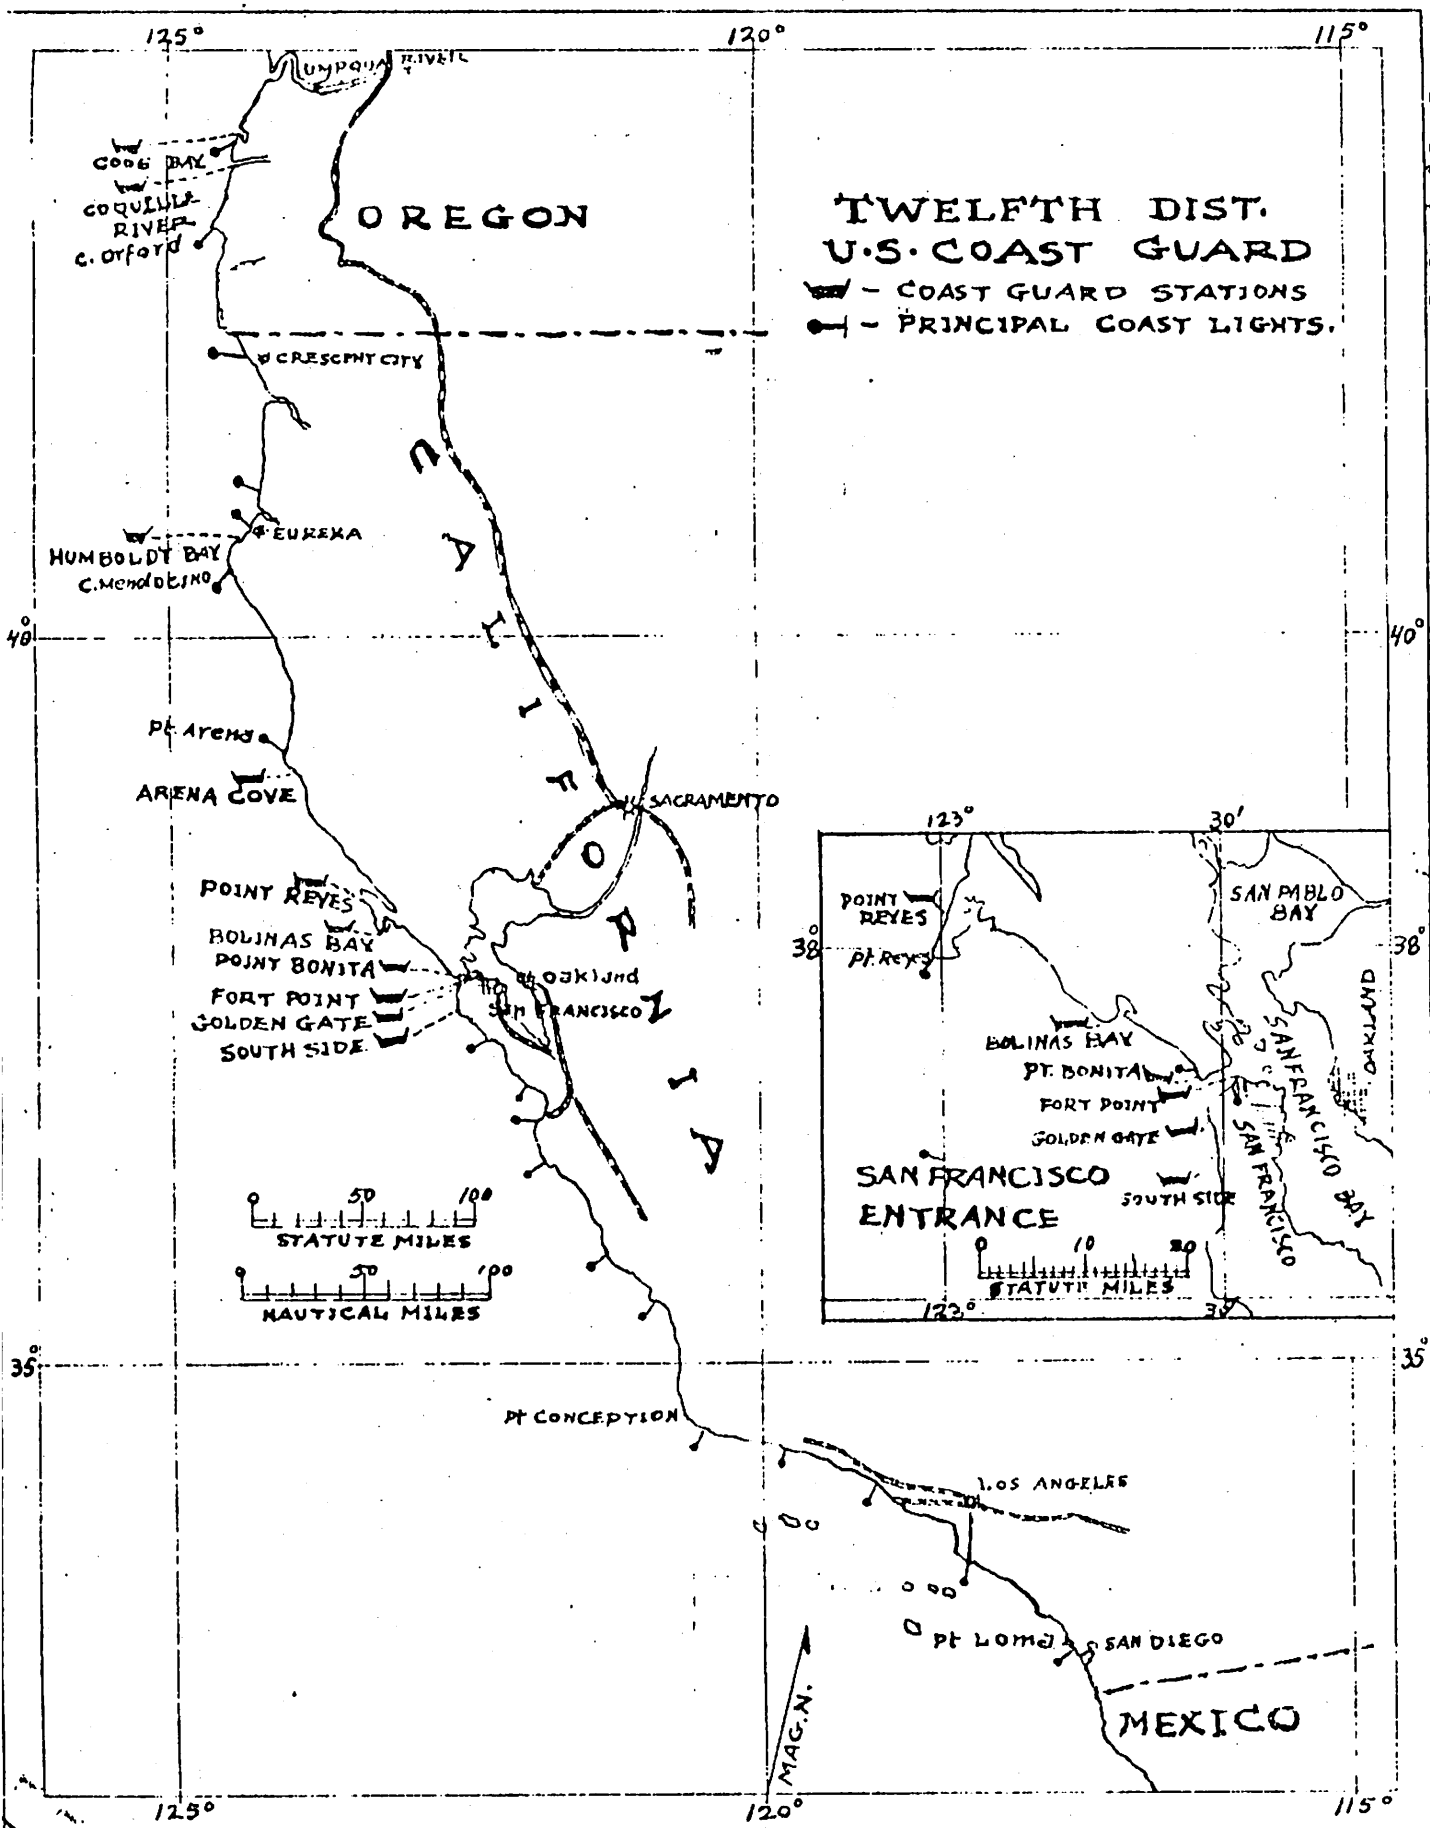 125°
120°
115°
UMPQUA RIVER
COOS BAY
COQUILLE
RIVER
C. Orford
OREGON
TWELFTH DIST.
U.S. COAST GUARD
- COAST GUARD STATIONS
- PRINCIPAL COAST LIGHTS.
CRESCENT CITY
CALIFORNIA
EUREKA
HUMBOLDT BAY
C. Mendocino
40°
40°
Pt. Arena
ARENA COVE
SACRAMENTO
POINT REYES
BOLINAS BAY
POINT BONITA
FORT POINT
GOLDEN GATE
SOUTH SIDE
Oakland
San FRANCISCO
0 50 100
STATUTE MILES
0 50 100
NAUTICAL MILES
123°
30'
POINT
REYES
SAN PABLO
BAY
38°
38°
Pt. Reyes
BOLINAS BAY
PT. BONITA
FORT POINT
GOLDEN GATE
SOUTH SIDE
SAN FRANCISCO BAY
OAKLAND
SAN FRANCISCO
SAN FRANCISCO
ENTRANCE
0 10 20
STATUTE MILES
123°
30'
35°
35°
Pt CONCEPTION
LOS ANGELES
Pt Loma
SAN DIEGO
MEXICO
MAG. N.
125°
120°
115°